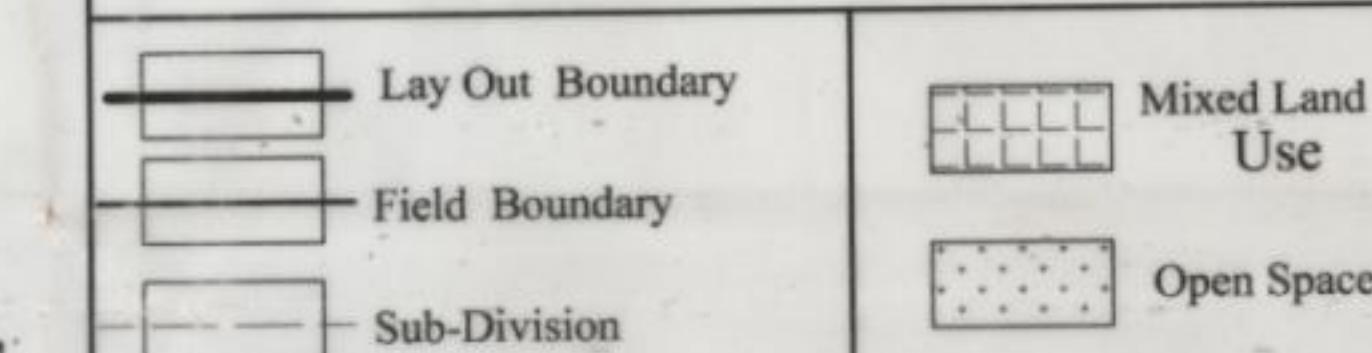 Lay Out Boundary
Field Boundary
Sub-Division
Mixed Land
Use
Open Space